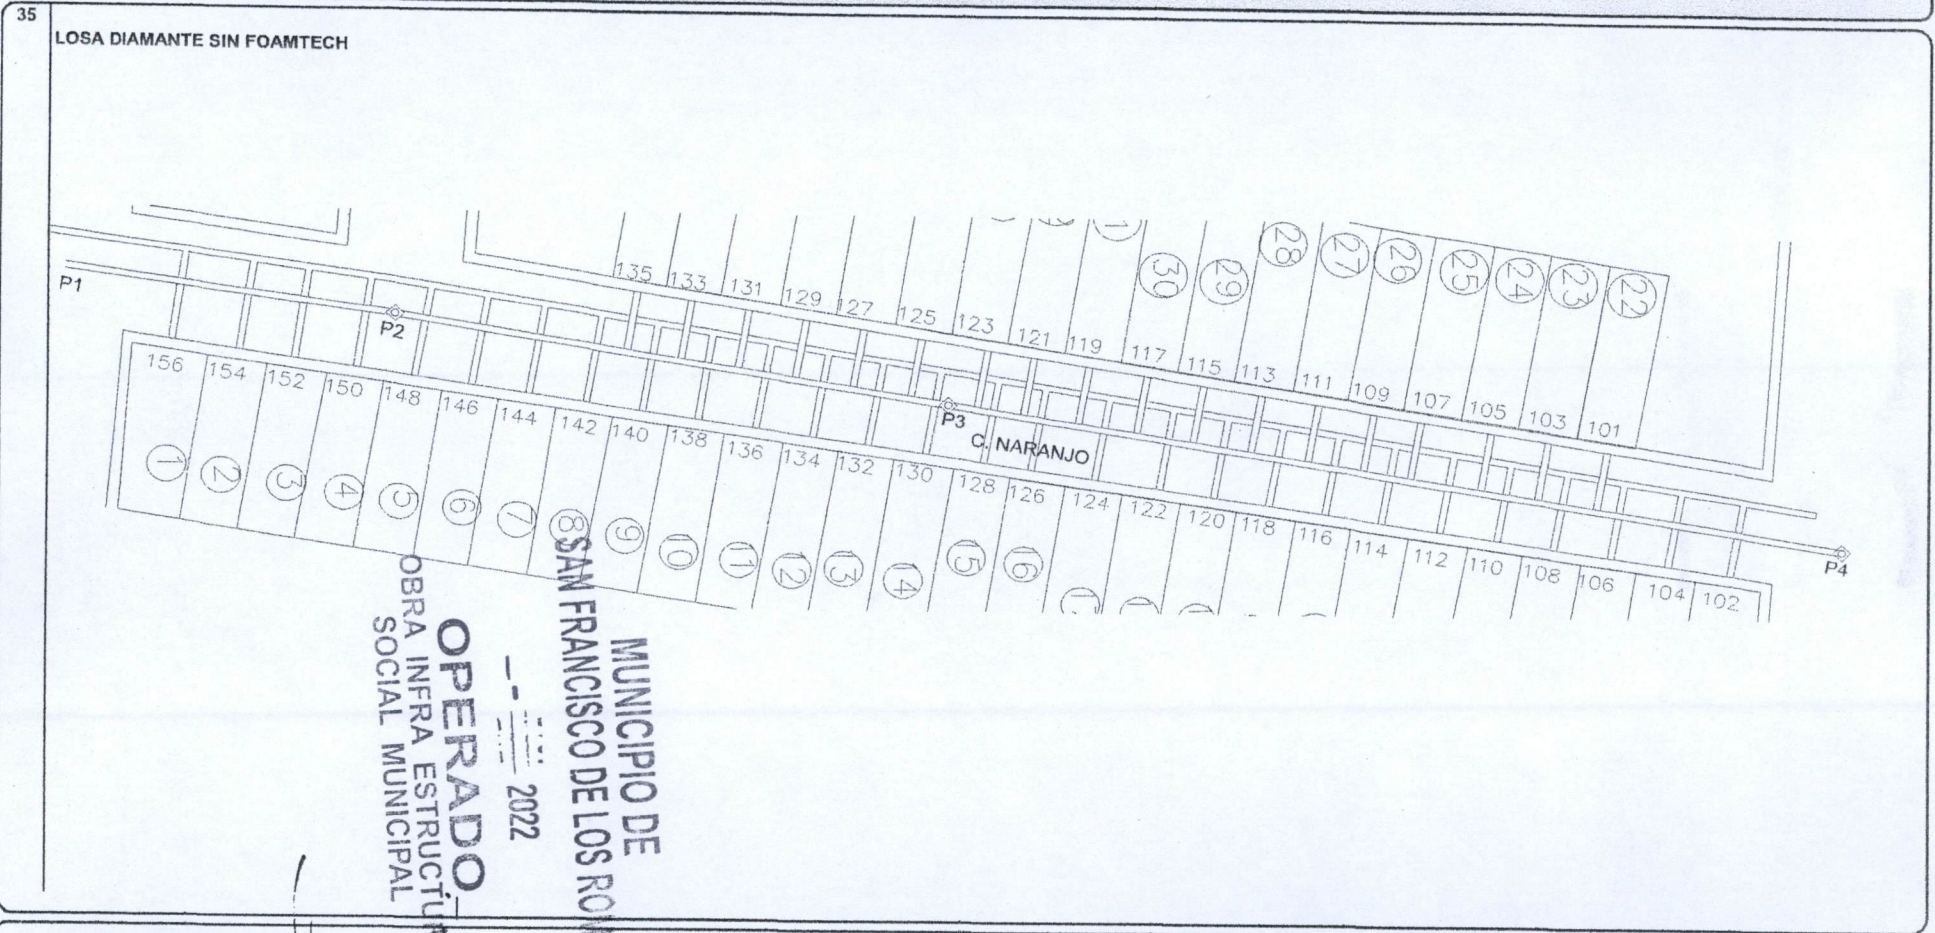 35
LOSA DIAMANTE SIN FOAMTECH
30 29 28 27 26 25 24 23 22
135 133 131 129 127 125 123 121 119 117 115 113 111 109 107 105 103 101
P1
P2
P3
P4
C. NARANJO
156 154 152 150 148 146 144 142 140 138 136 134 132 130 128 126 124 122 120 118 116 114 112 110 108 106 104 102
1 2 3 4 5 6 7 8 9 10 11 12 13 14 15 16
MUNICIPIO DE
SAN FRANCISCO DE LOS
2022
OPERADO
OBRA INFRA
SOCIAL MUNICIPAL